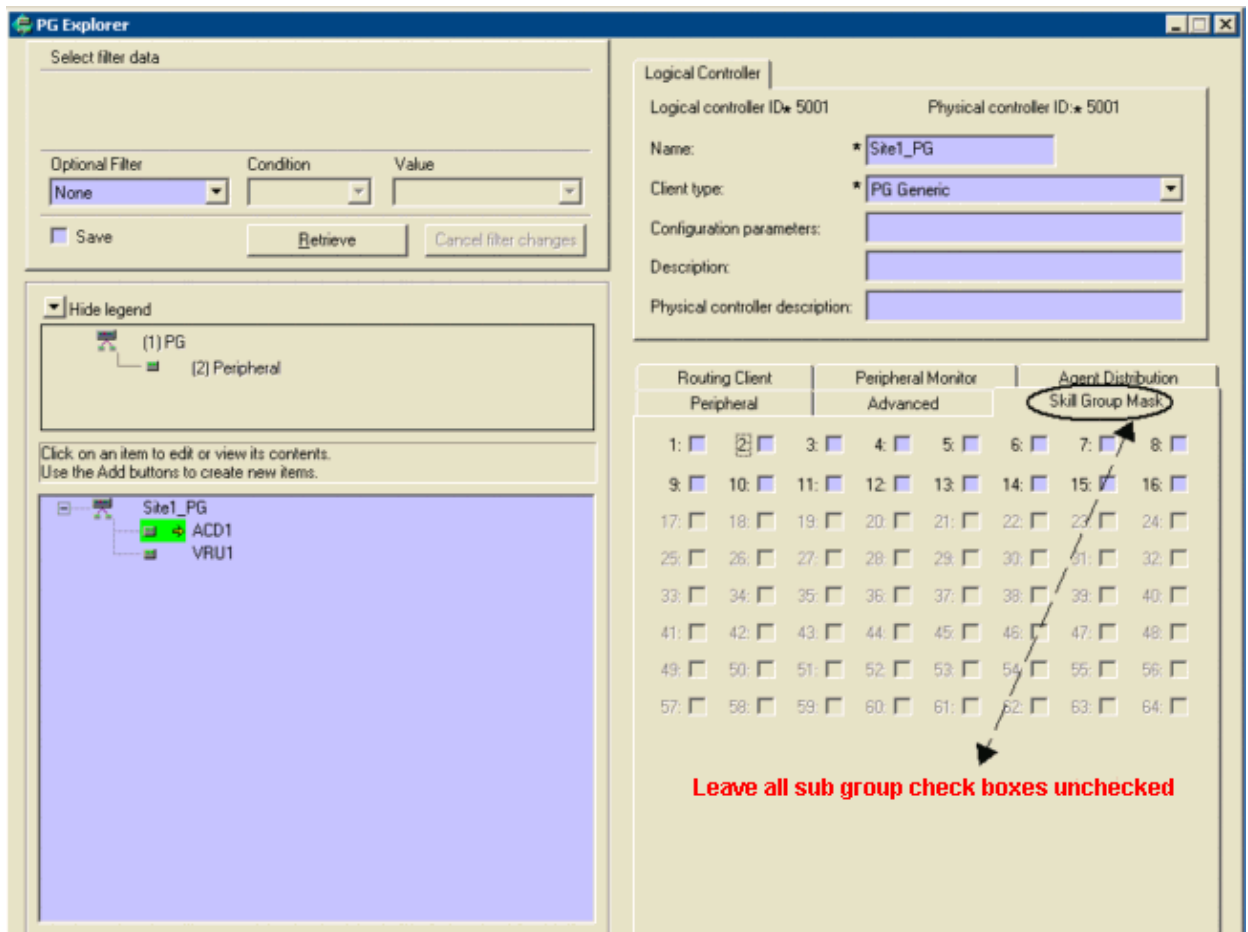 PG Explorer
Select filter data
Optional Filter Condition Value
None
Save Retrieve Cancel filter changes
Hide legend
(1) PG
(2) Peripheral
Click on an item to edit or view its contents.
Use the Add buttons to create new items.
Site1_PG
ACD1
VRU1
Logical Controller
Logical controller ID* 5001 Physical controller ID:* 5001
Name: * Site1_PG
Client type: * PG Generic
Configuration parameters:
Description:
Physical controller description:
Routing Client Peripheral Monitor Agent Distribution
Peripheral Advanced Skill Group Mask
1: 2: 3: 4: 5: 6: 7: 8:
9: 10: 11: 12: 13: 14: 15: 16:
17: 18: 19: 20: 21: 22: 23: 24:
25: 26: 27: 28: 29: 30: 31: 32:
33: 34: 35: 36: 37: 38: 39: 40:
41: 42: 43: 44: 45: 46: 47: 48:
49: 50: 51: 52: 53: 54: 55: 56:
57: 58: 59: 60: 61: 62: 63: 64:
Leave all sub group check boxes unchecked